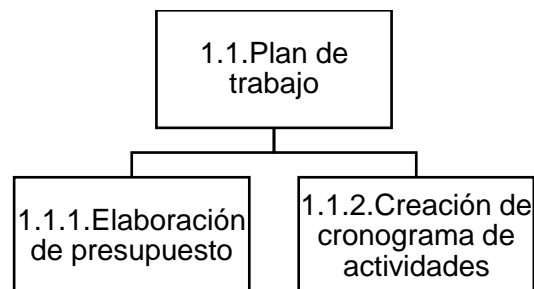 1.1.Plan de
trabajo
1.1.1.Elaboración
de presupuesto
1.1.2.Creación de
cronograma de
actividades